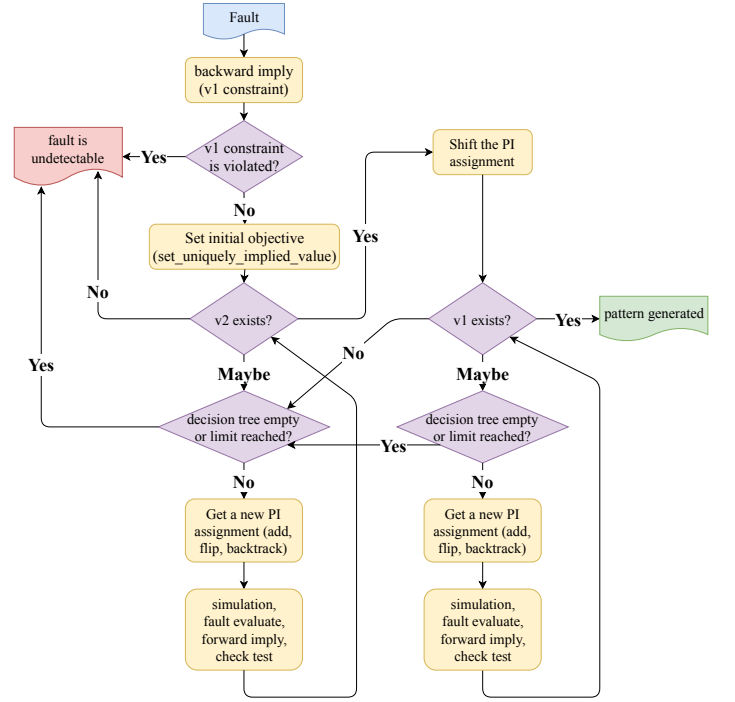 Fault
backward imply
(v1 constraint)
v1 constraint
is violated?
Yes
fault is
undetectable
Shift the PI
assignment
No
Set initial objective
(set_uniquely_implied_value)
Yes
No
v2 exists?
v1 exists?
Yes
pattern generated
No
Yes
Maybe
Maybe
decision tree empty
or limit reached?
decision tree empty
or limit reached?
Yes
No
No
Get a new PI
assignment (add,
flip, backtrack)
Get a new PI
assignment (add,
flip, backtrack)
simulation,
fault evaluate,
forward imply,
check test
simulation,
fault evaluate,
forward imply,
check test